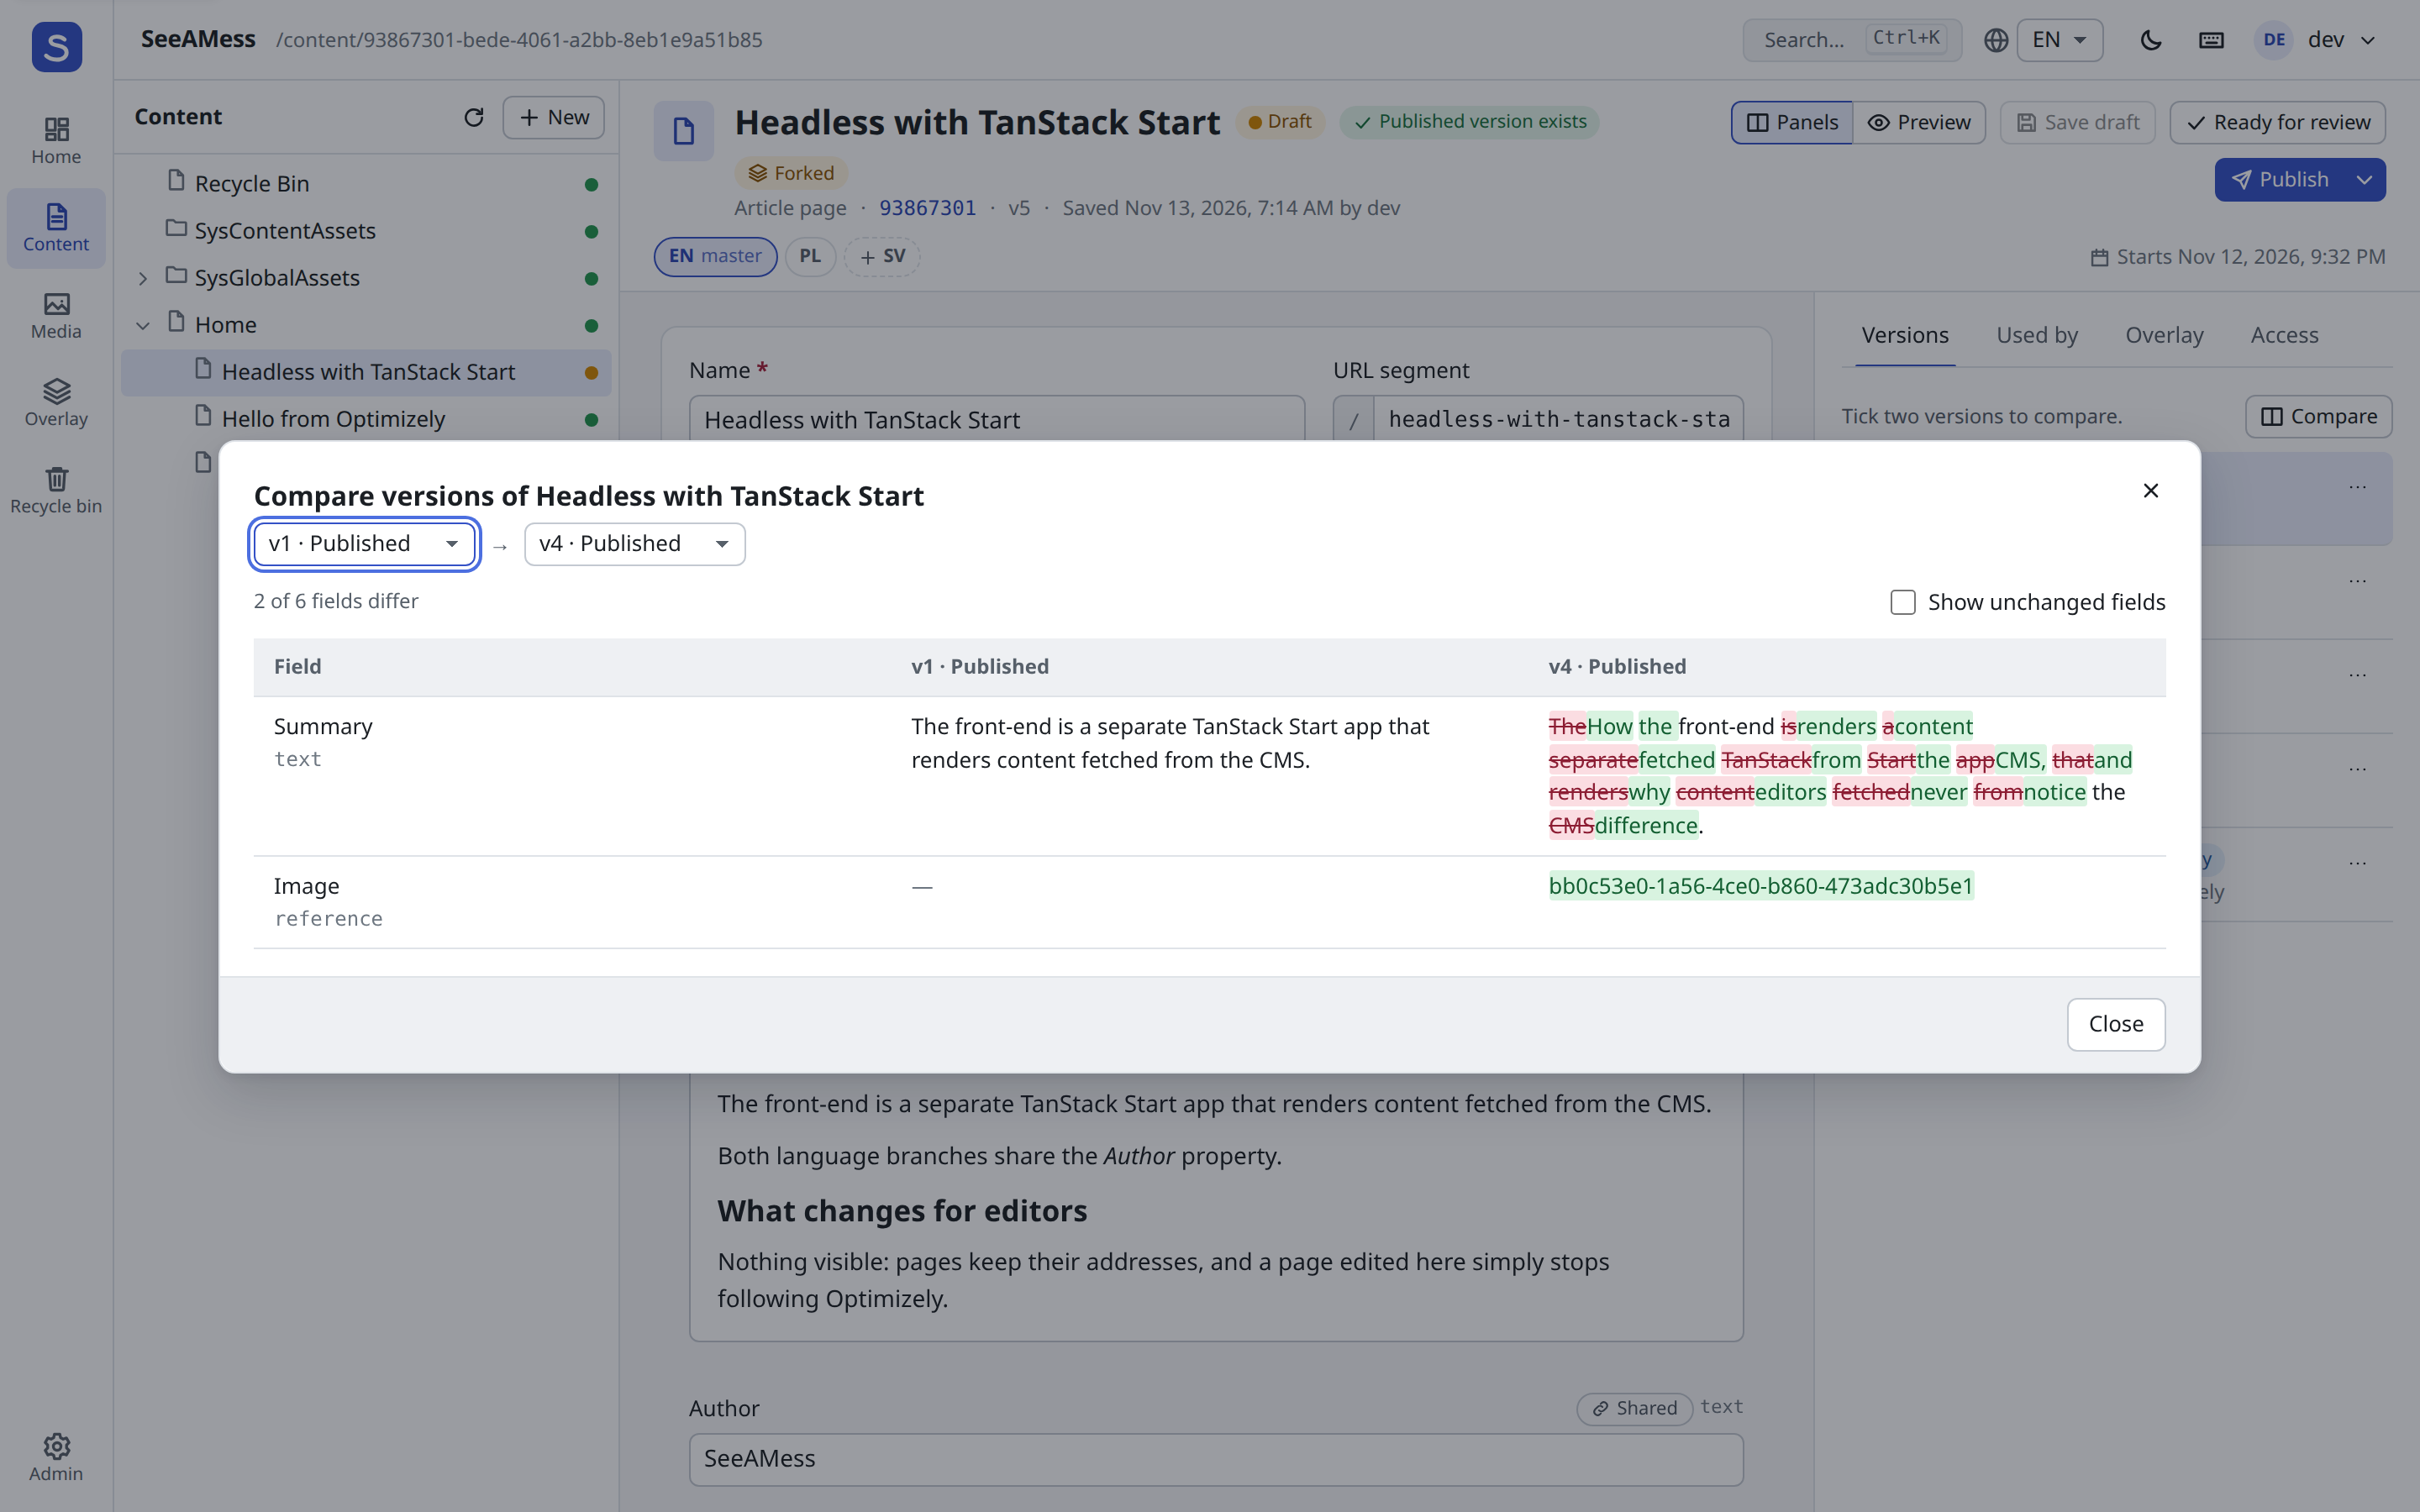 S
SeeAMess /content/93867301-bede-4061-a2bb-8eb1e9a51b85 Search... Ctrl+K EN DE dev
Home
Content
Media
Overlay
Recycle bin
Admin
Content New
Recycle Bin
SysContentAssets
SysGlobalAssets
Home
Headless with TanStack Start
Hello from Optimizely
Headless with TanStack Start Draft Published version exists
Forked
Article page · 93867301 · v5 · Saved Nov 13, 2026, 7:14 AM by dev
Panels Preview Save draft Ready for review
Publish
EN master PL + SV
Starts Nov 12, 2026, 9:32 PM
Name *
Headless with TanStack Start
URL segment
/ headless-with-tanstack-sta
Versions Used by Overlay Access
Tick two versions to compare. Compare
Compare versions of Headless with TanStack Start
v1 · Published → v4 · Published
2 of 6 fields differ
Show unchanged fields
Field v1 · Published v4 · Published
Summary
text
The front-end is a separate TanStack Start app that
renders content fetched from the CMS.
TheHow the front-end isrenders acontent
separatefetched TanStackfrom Startthe appCMS, thatand
renderswhy contenteditors fetchednever fromnotice the
CMSdifference.
Image
reference
—
bb0c53e0-1a56-4ce0-b860-473adc30b5e1
Close
The front-end is a separate TanStack Start app that renders content fetched from the CMS.
Both language branches share the Author property.
What changes for editors
Nothing visible: pages keep their addresses, and a page edited here simply stops
following Optimizely.
Author Shared text
SeeAMess